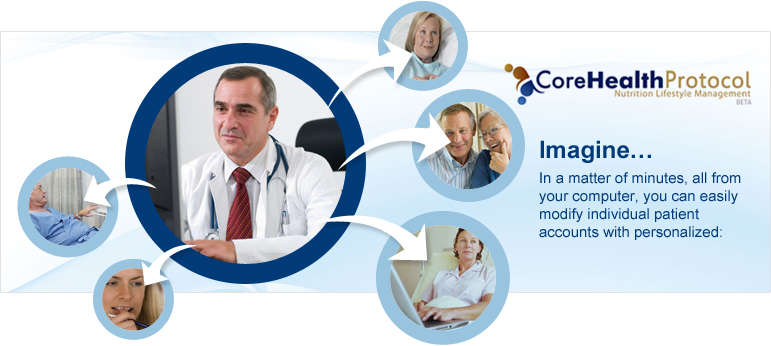 CoreHealthProtocol
Nutrition Lifestyle Management
BETA
Imagine...
In a matter of minutes, all from
your computer, you can easily
modify individual patient
accounts with personalized: